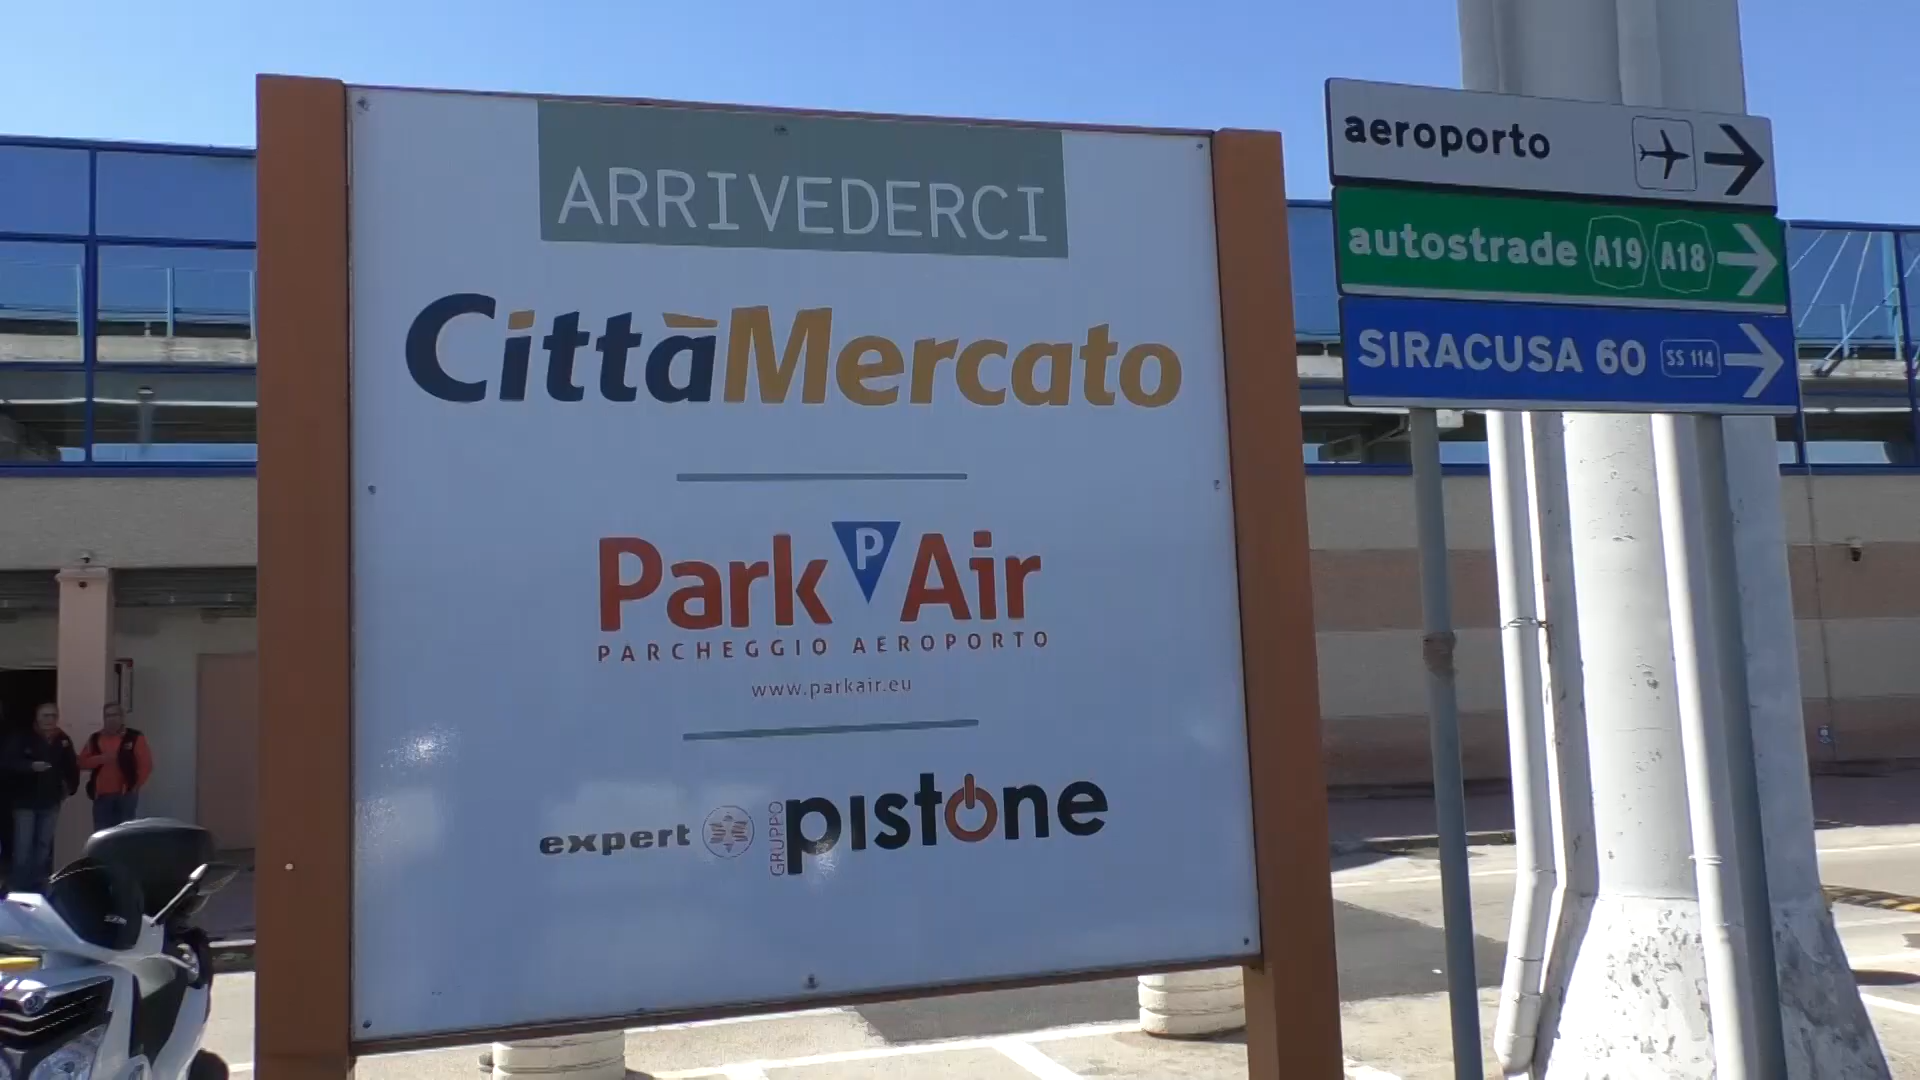 ARRIVEDERCI
CittàMercato
Park P Air
PARCHEGGIO AEROPORTO
www.parkair.eu
expert GRUPPO pistone
aeroporto
autostrade A19 A18
SIRACUSA 60 SS 114